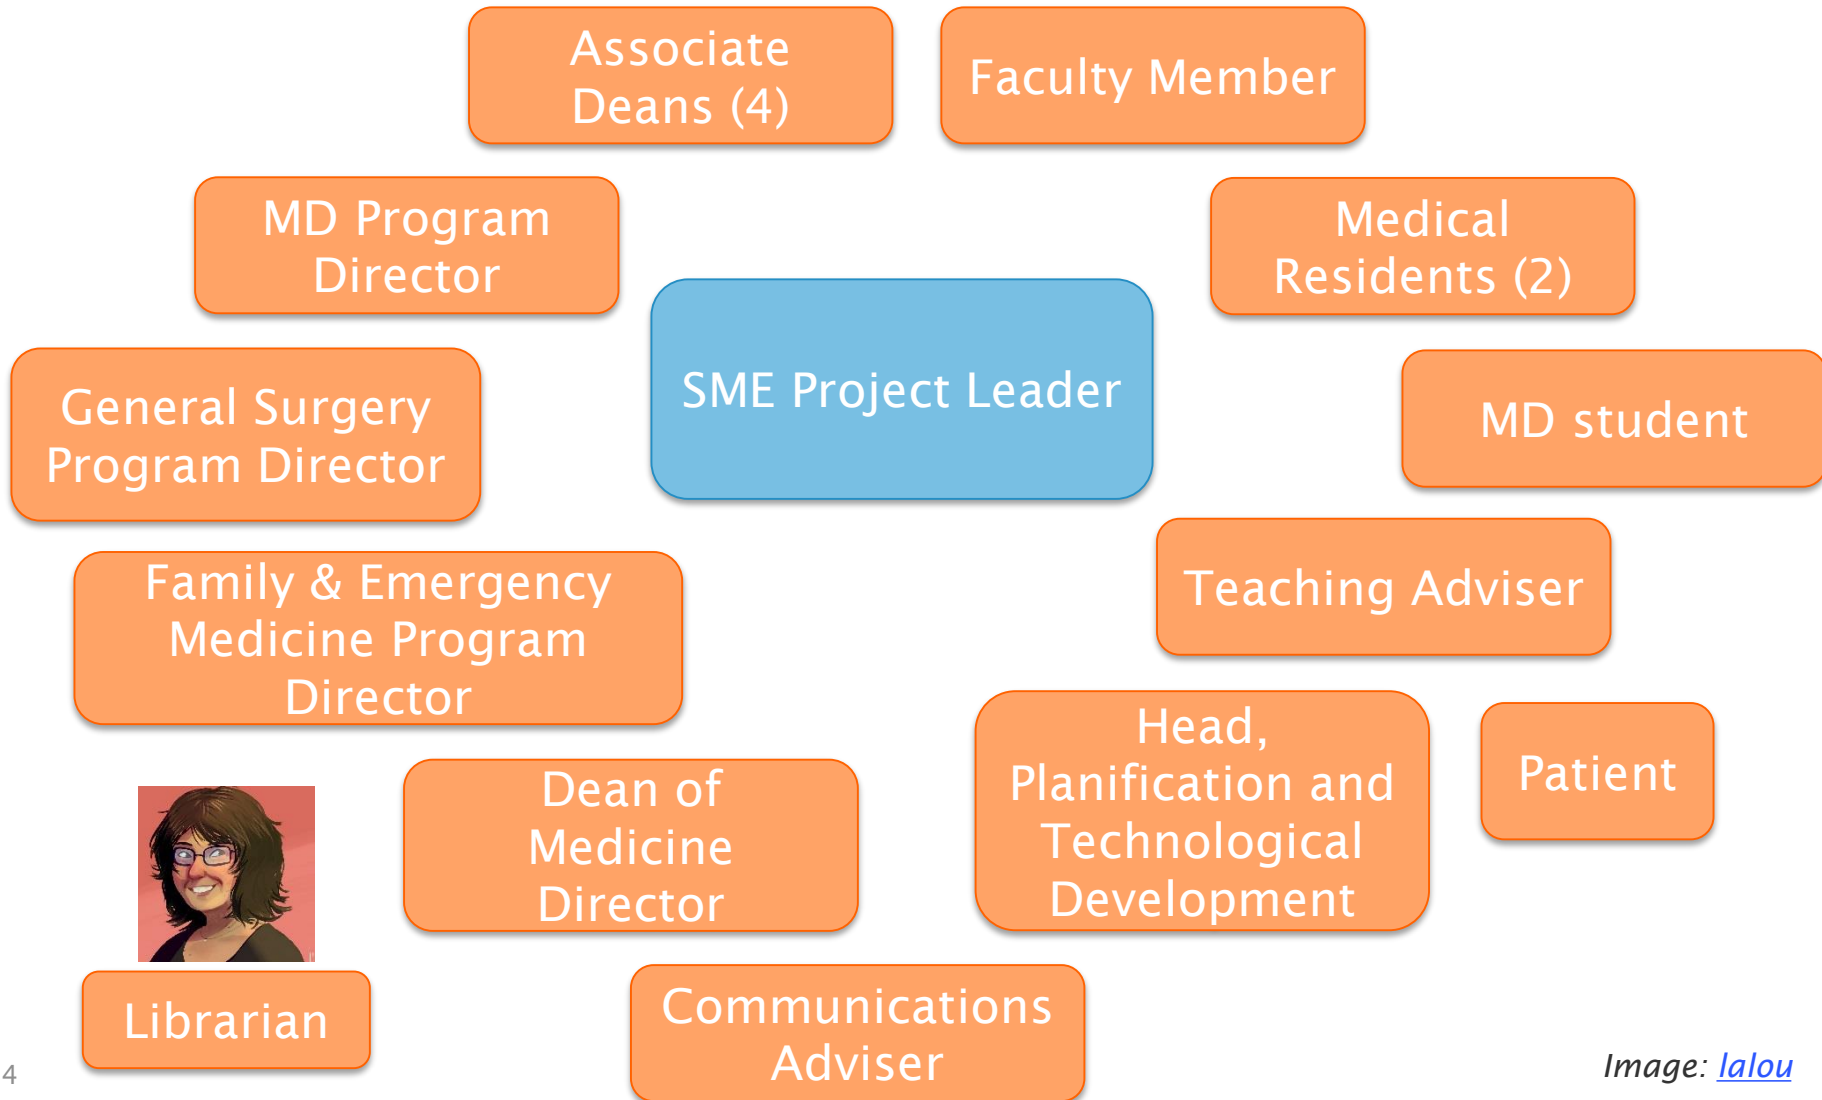 Associate
Deans (4)
Faculty Member
MD Program
Director
Medical
Residents (2)
SME Project Leader
General Surgery
Program Director
MD student
Family & Emergency
Medicine Program
Director
Teaching Adviser
Head,
Planification and
Technological
Development
Patient
Dean of
Medicine
Director
Librarian
Communications
Adviser
4
Image: lalou